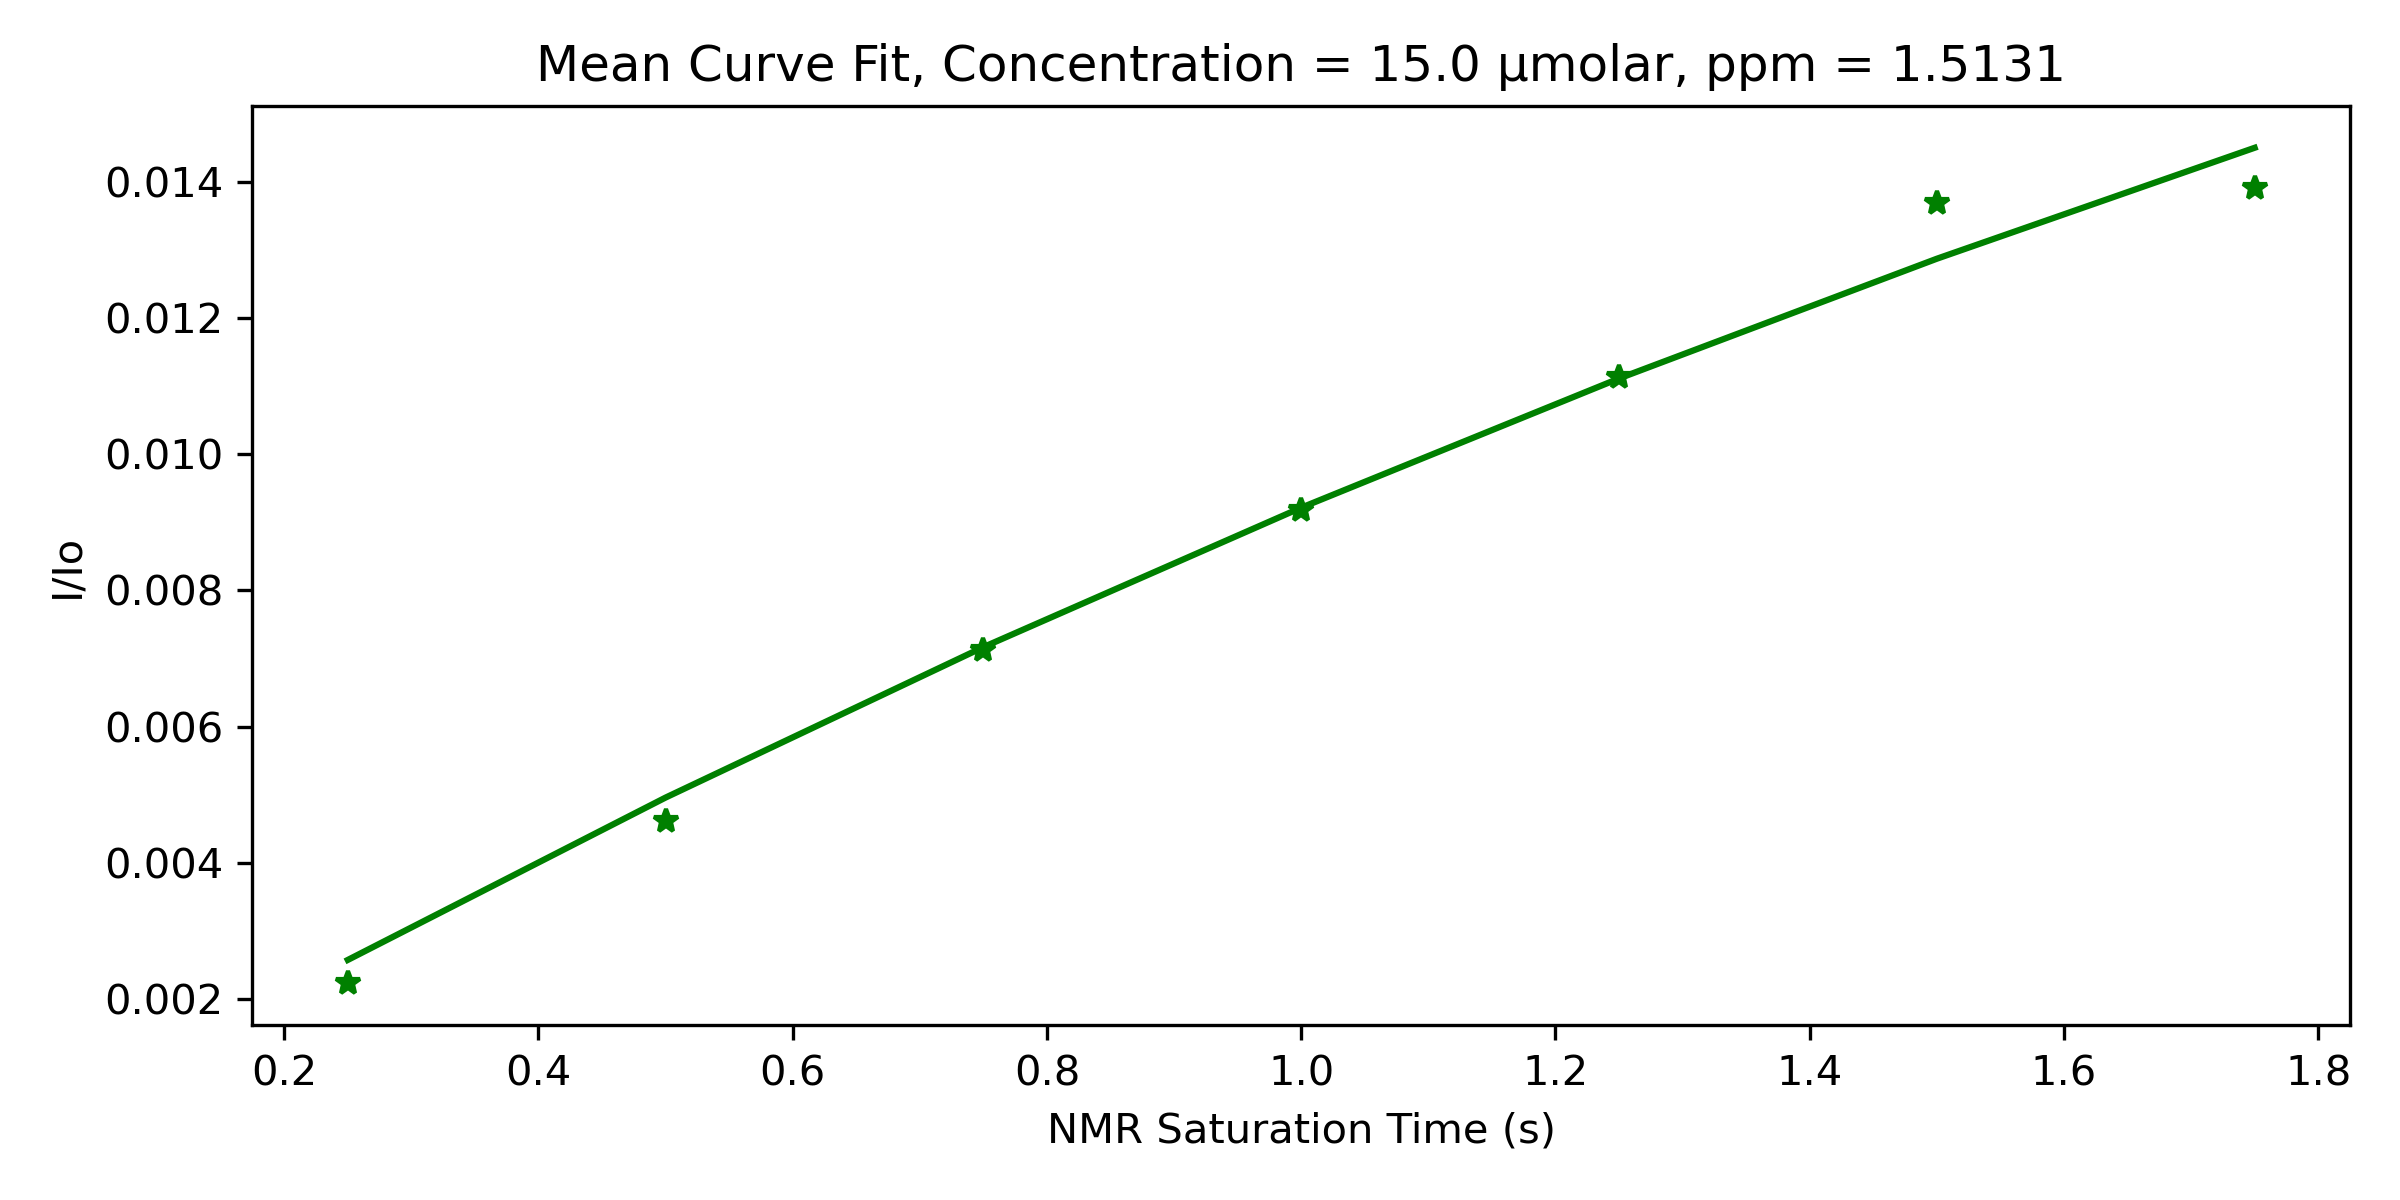 Mean Curve Fit, Concentration = 15.0 µmolar, ppm = 1.5131
0.014
0.012
0.010
0.008
0.006
0.004
0.002
I/Io
0.2 0.4 0.6 0.8 1.0 1.2 1.4 1.6 1.8
NMR Saturation Time (s)